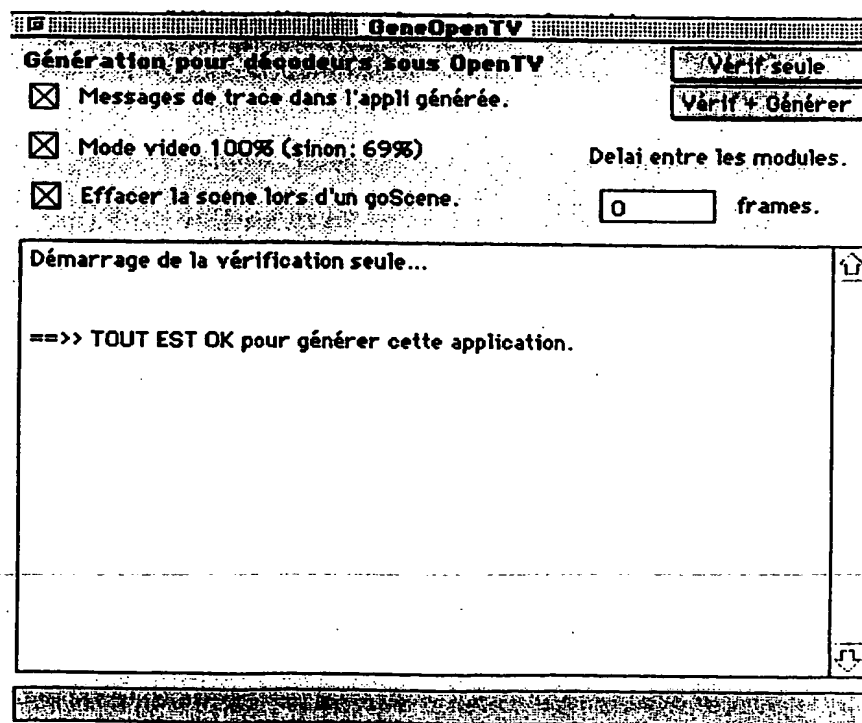 GeneOpenTV
Génération pour décodeurs sous OpenTV
Vérif seule
Messages de trace dans l'appli générée.
Vérif + Générer
Mode video 100% (sinon: 69%)
Delai entre les modules.
Effacer la scène lors d'un goScene.
0 frames.
Démarrage de la vérification seule...
==>> TOUT EST OK pour générer cette application.